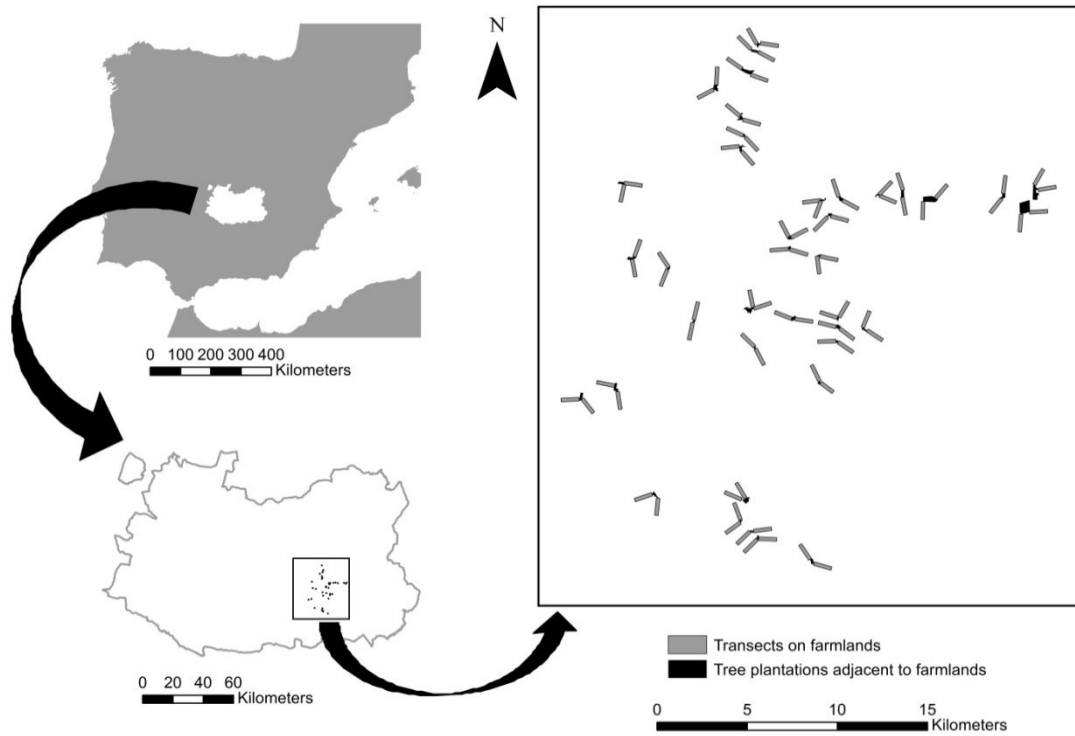 N
0 100 200 300 400
Kilometers
0 20 40 60
Kilometers
Transects on farmlands
Tree plantations adjacent to farmlands
0 5 10 15
Kilometers